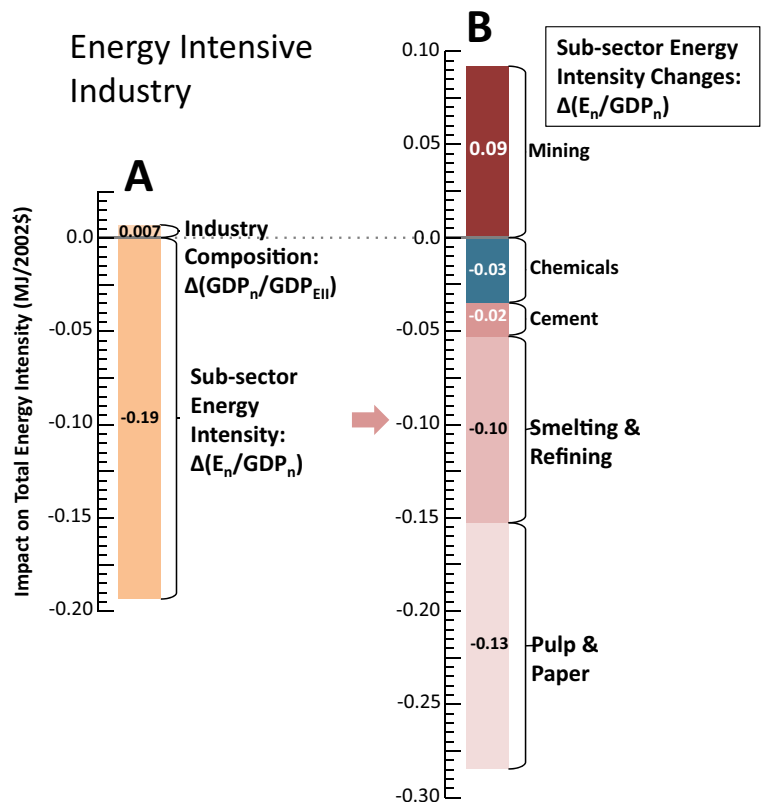 Energy Intensive
Industry
A
Impact on Total Energy Intensity (MJ/2002$)
0.0
-0.05
-0.10
-0.15
-0.20
0.007
-0.19
Industry
Composition:
Δ(GDPn/GDPEII)
Sub-sector
Energy
Intensity:
Δ(En/GDPn)
B
Sub-sector Energy
Intensity Changes:
Δ(En/GDPn)
0.10
0.05
0.0
-0.05
-0.10
-0.15
-0.20
-0.25
-0.30
0.09
Mining
-0.03
Chemicals
-0.02
Cement
-0.10
Smelting &
Refining
-0.13
Pulp &
Paper